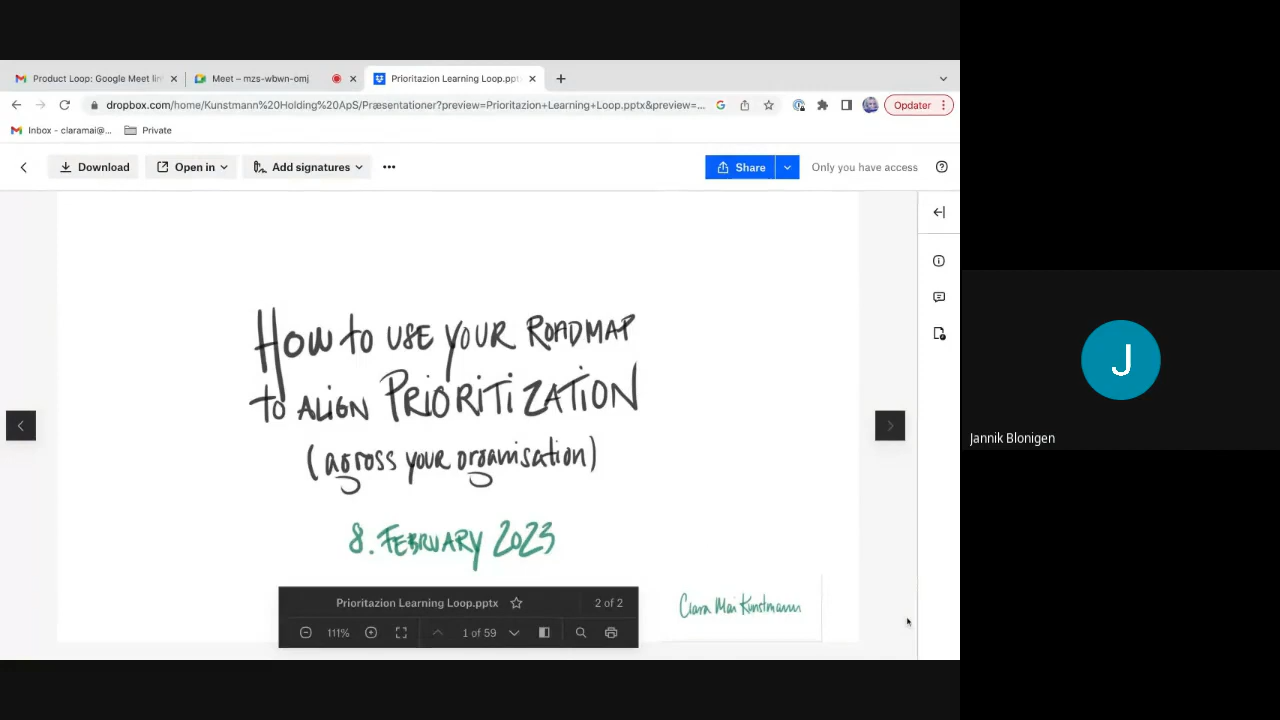 Product Loop: Google Meet lin
Meet – mzs-wbwn-omj
Prioritazion Learning Loop.ppt
dropbox.com/home/Kunstmann%20Holding%20ApS/Præsentationer?preview=Prioritazion+Learning+Loop.pptx&preview=...
Opdater
Inbox - claramai@...
Private
Download
Open in
Add signatures
Share
Only you have access
HOW to USE YOUR ROADMAP
to ALIGN PRIORITIZATION
(across your organisation)
8. FEBRUARY 2023
Prioritazion Learning Loop.pptx
2 of 2
111%
1 of 59
Clara Mai Kunstmann
J
Jannik Blonigen